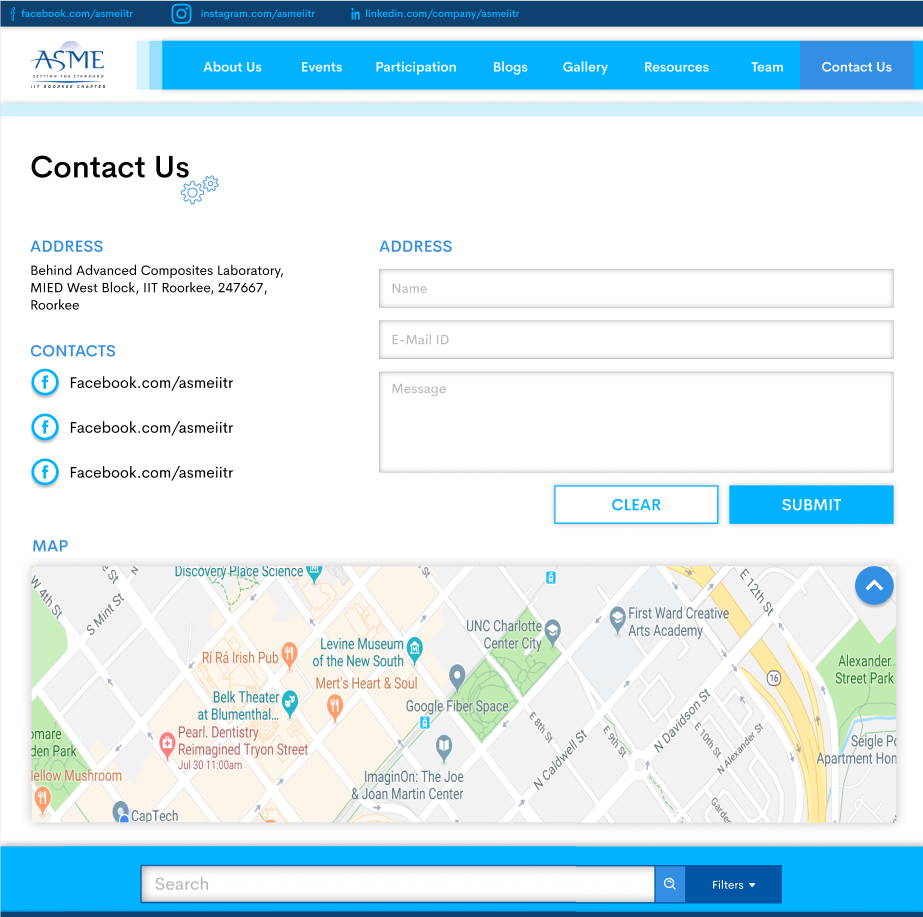 facebook.com/asmeiitr
instagram.com/asmeiitr
linkedin.com/company/asmeiitr
ASME
SETTING THE STANDARD
IIT ROORKEE CHAPTER
About Us
Events
Participation
Blogs
Gallery
Resources
Team
Contact Us
Contact Us
ADDRESS
Behind Advanced Composites Laboratory,
MIED West Block, IIT Roorkee, 247667,
Roorkee
CONTACTS
Facebook.com/asmeiitr
Facebook.com/asmeiitr
Facebook.com/asmeiitr
ADDRESS
Name
E-Mail ID
Message
CLEAR
SUBMIT
MAP
Discovery Place Science
W 4th St
S Mint St
St
St
E 12th St
UNC Charlotte
Center City
First Ward Creative
Arts Academy
Levine Museum
of the New South
Rí Rá Irish Pub
Mert's Heart & Soul
Alexander
Street Park
16
Belk Theater
at Blumenthal...
Google Fiber Space
Pearl. Dentistry
Reimagined Tryon Street
Jul 30 11:00am
omare
den Park
E 8th St
E 9th St
N Davidson St
E 10th St
N Alexander St
Seigle Po
Apartment Hom
N Caldwell St
ellow Mushroom
ImaginOn: The Joe
& Joan Martin Center
CapTech
Garden
Search
Filters